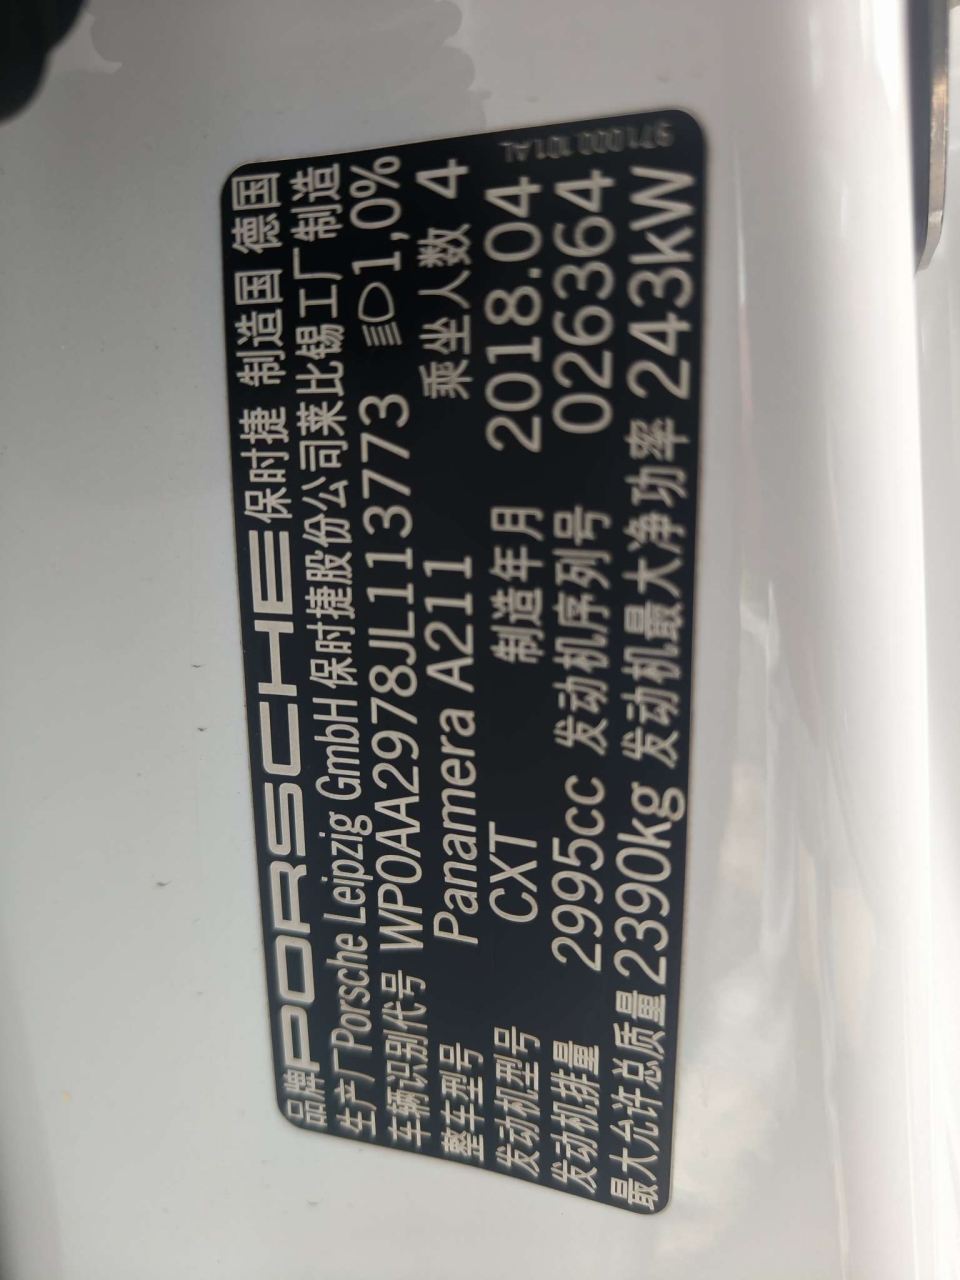 品牌 PORSCHE 保时捷 制造国 德国
生产厂 Porsche Leipzig GmbH 保时捷股份公司莱比锡工厂制造
车辆识别代号 WP0AA2978JL113773 1,0%
整车型号 Panamera A211 乘坐人数 4
发动机型号 CXT 制造年月 2018.04
发动机排量 2995cc 发动机序列号 026364
最大允许总质量 2390kg 发动机最大净功率 243kW
971.000.101.AL